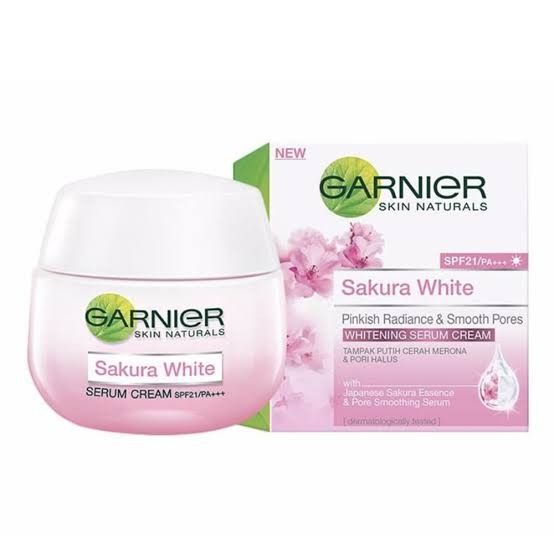 GARNIER
SKIN NATURALS
Sakura White
SERUM CREAM SPF21/PA+++
NEW
GARNIER
SKIN NATURALS
SPF21/PA+++
Sakura White
Pinkish Radiance & Smooth Pores
WHITENING SERUM CREAM
TAMPAK PUTIH CERAH MERONA
& PORI HALUS
with
Japanese Sakura Essence
& Pore Smoothing Serum
[ dermatologically tested ]